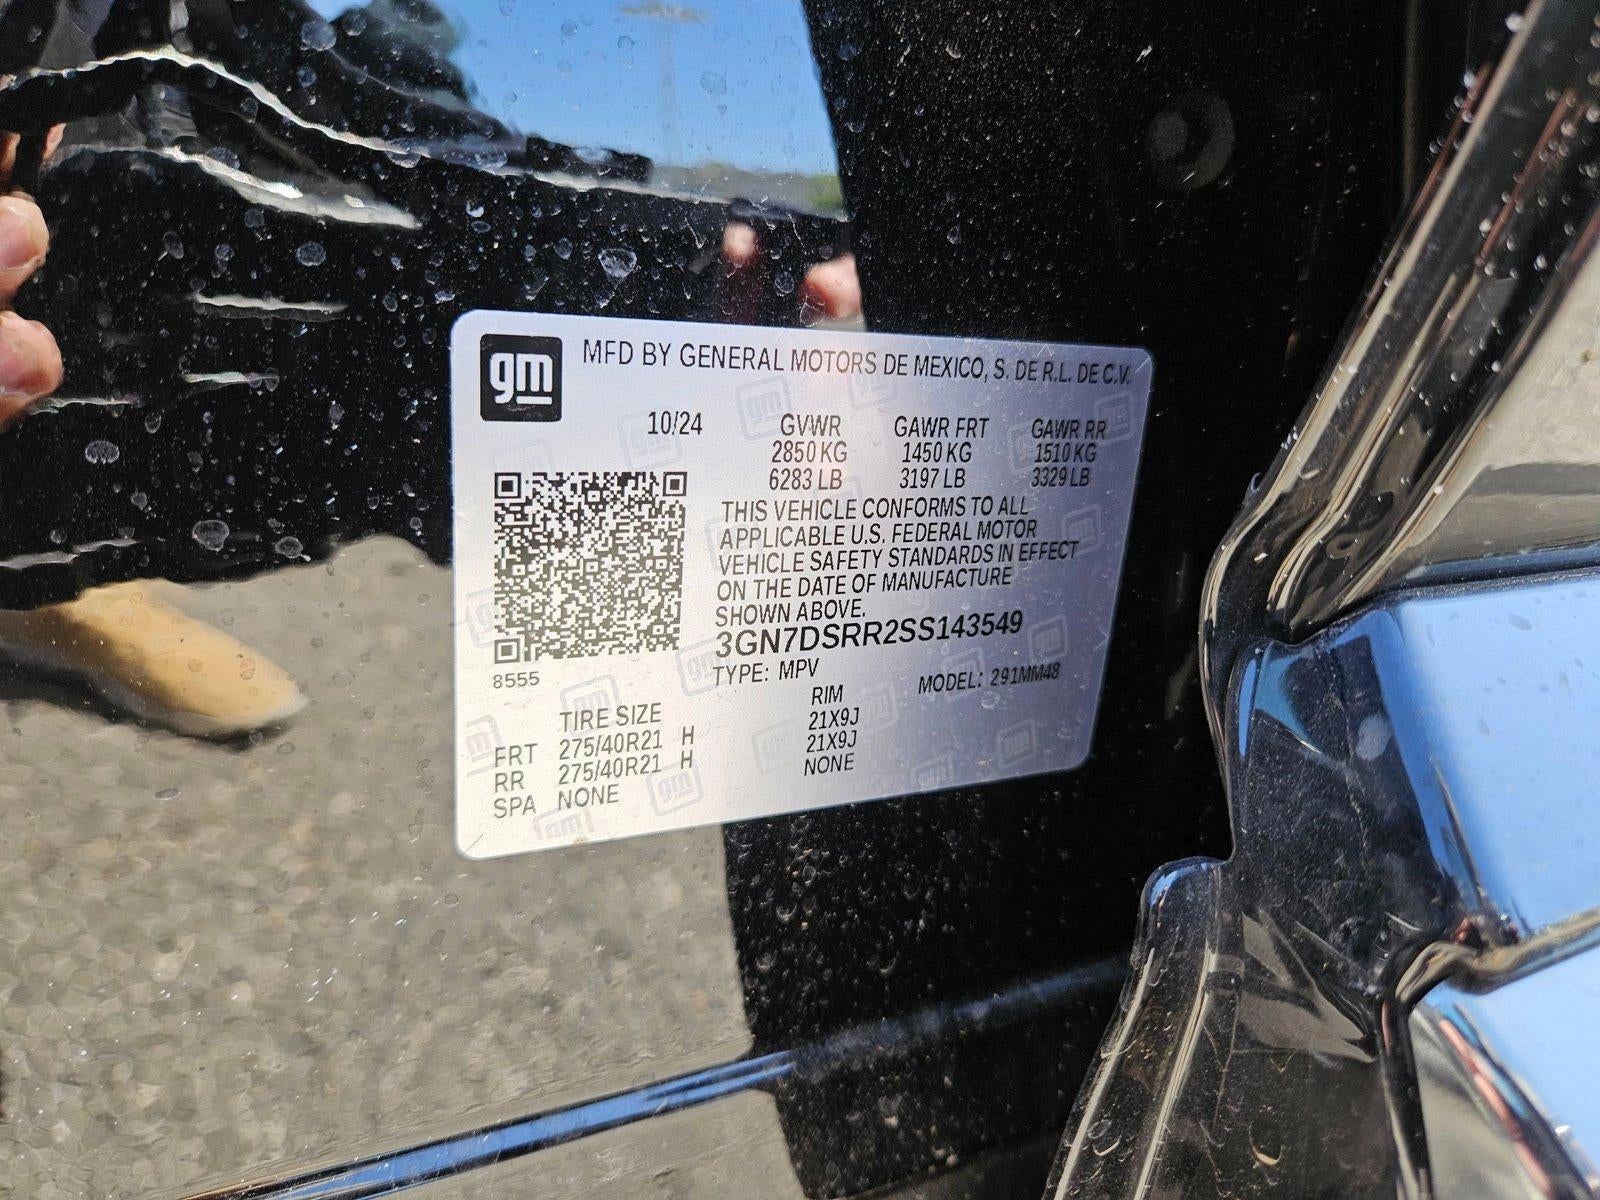 gm
MFD BY GENERAL MOTORS DE MEXICO, S. DE R.L. DE C.V.
10/24 GVWR GAWR FRT GAWR RR
2850 KG 1450 KG 1510 KG
6283 LB 3197 LB 3329 LB
THIS VEHICLE CONFORMS TO ALL
APPLICABLE U.S. FEDERAL MOTOR
VEHICLE SAFETY STANDARDS IN EFFECT
ON THE DATE OF MANUFACTURE
SHOWN ABOVE.
3GN7DSRR2SS143549
8555
TYPE: MPV MODEL: 291MM48
TIRE SIZE RIM
FRT 275/40R21 H 21X9J
RR 275/40R21 H 21X9J
SPA NONE NONE